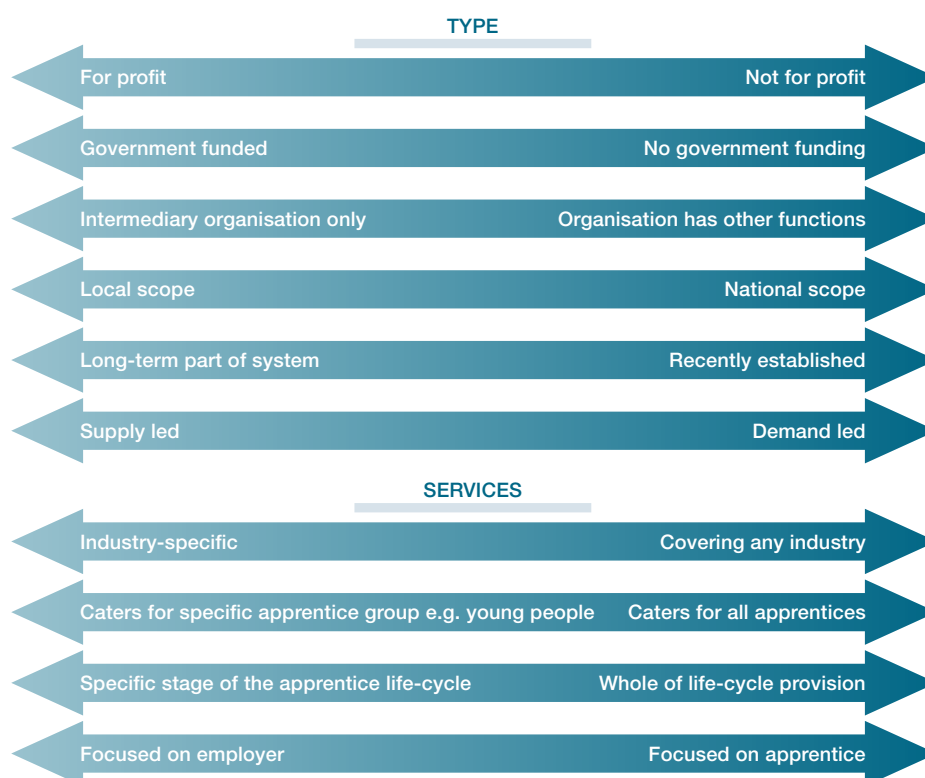 TYPE
For profit Not for profit
Government funded No government funding
Intermediary organisation only Organisation has other functions
Local scope National scope
Long-term part of system Recently established
Supply led Demand led
SERVICES
Industry-specific Covering any industry
Caters for specific apprentice group e.g. young people Caters for all apprentices
Specific stage of the apprentice life-cycle Whole of life-cycle provision
Focused on employer Focused on apprentice